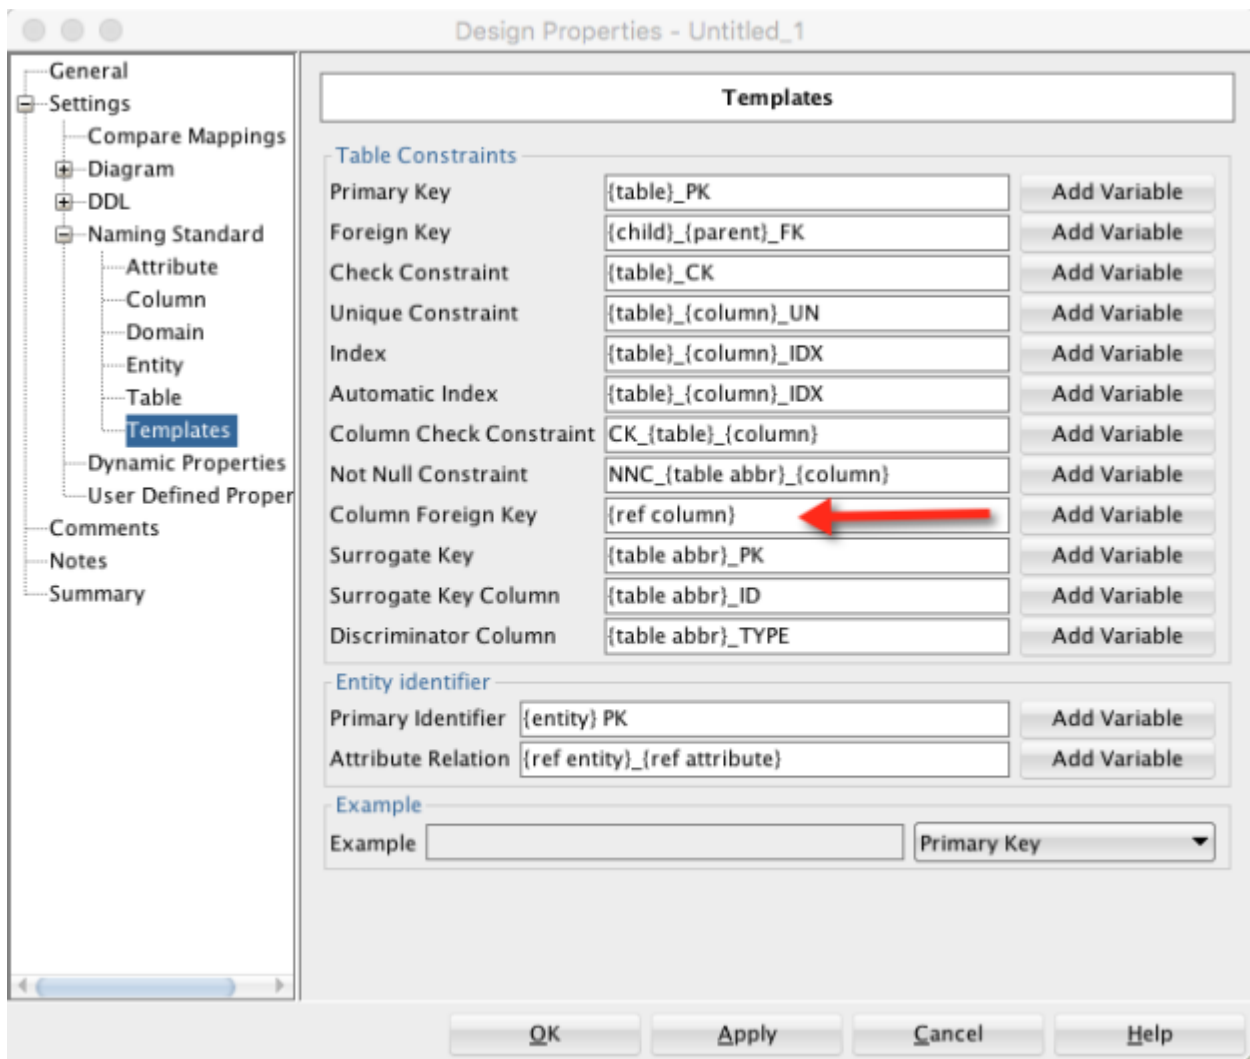 Design Properties - Untitled_1
General
Settings
Compare Mappings
Diagram
DDL
Naming Standard
Attribute
Column
Domain
Entity
Table
Templates
Dynamic Properties
User Defined Proper
Comments
Notes
Summary
Templates
Table Constraints
Primary Key {table}_PK Add Variable
Foreign Key {child}_{parent}_FK Add Variable
Check Constraint {table}_CK Add Variable
Unique Constraint {table}_{column}_UN Add Variable
Index {table}_{column}_IDX Add Variable
Automatic Index {table}_{column}_IDX Add Variable
Column Check Constraint CK_{table}_{column} Add Variable
Not Null Constraint NNC_{table abbr}_{column} Add Variable
Column Foreign Key {ref column} Add Variable
Surrogate Key {table abbr}_PK Add Variable
Surrogate Key Column {table abbr}_ID Add Variable
Discriminator Column {table abbr}_TYPE Add Variable
Entity identifier
Primary Identifier {entity} PK Add Variable
Attribute Relation {ref entity}_{ref attribute} Add Variable
Example
Example Primary Key
OK Apply Cancel Help